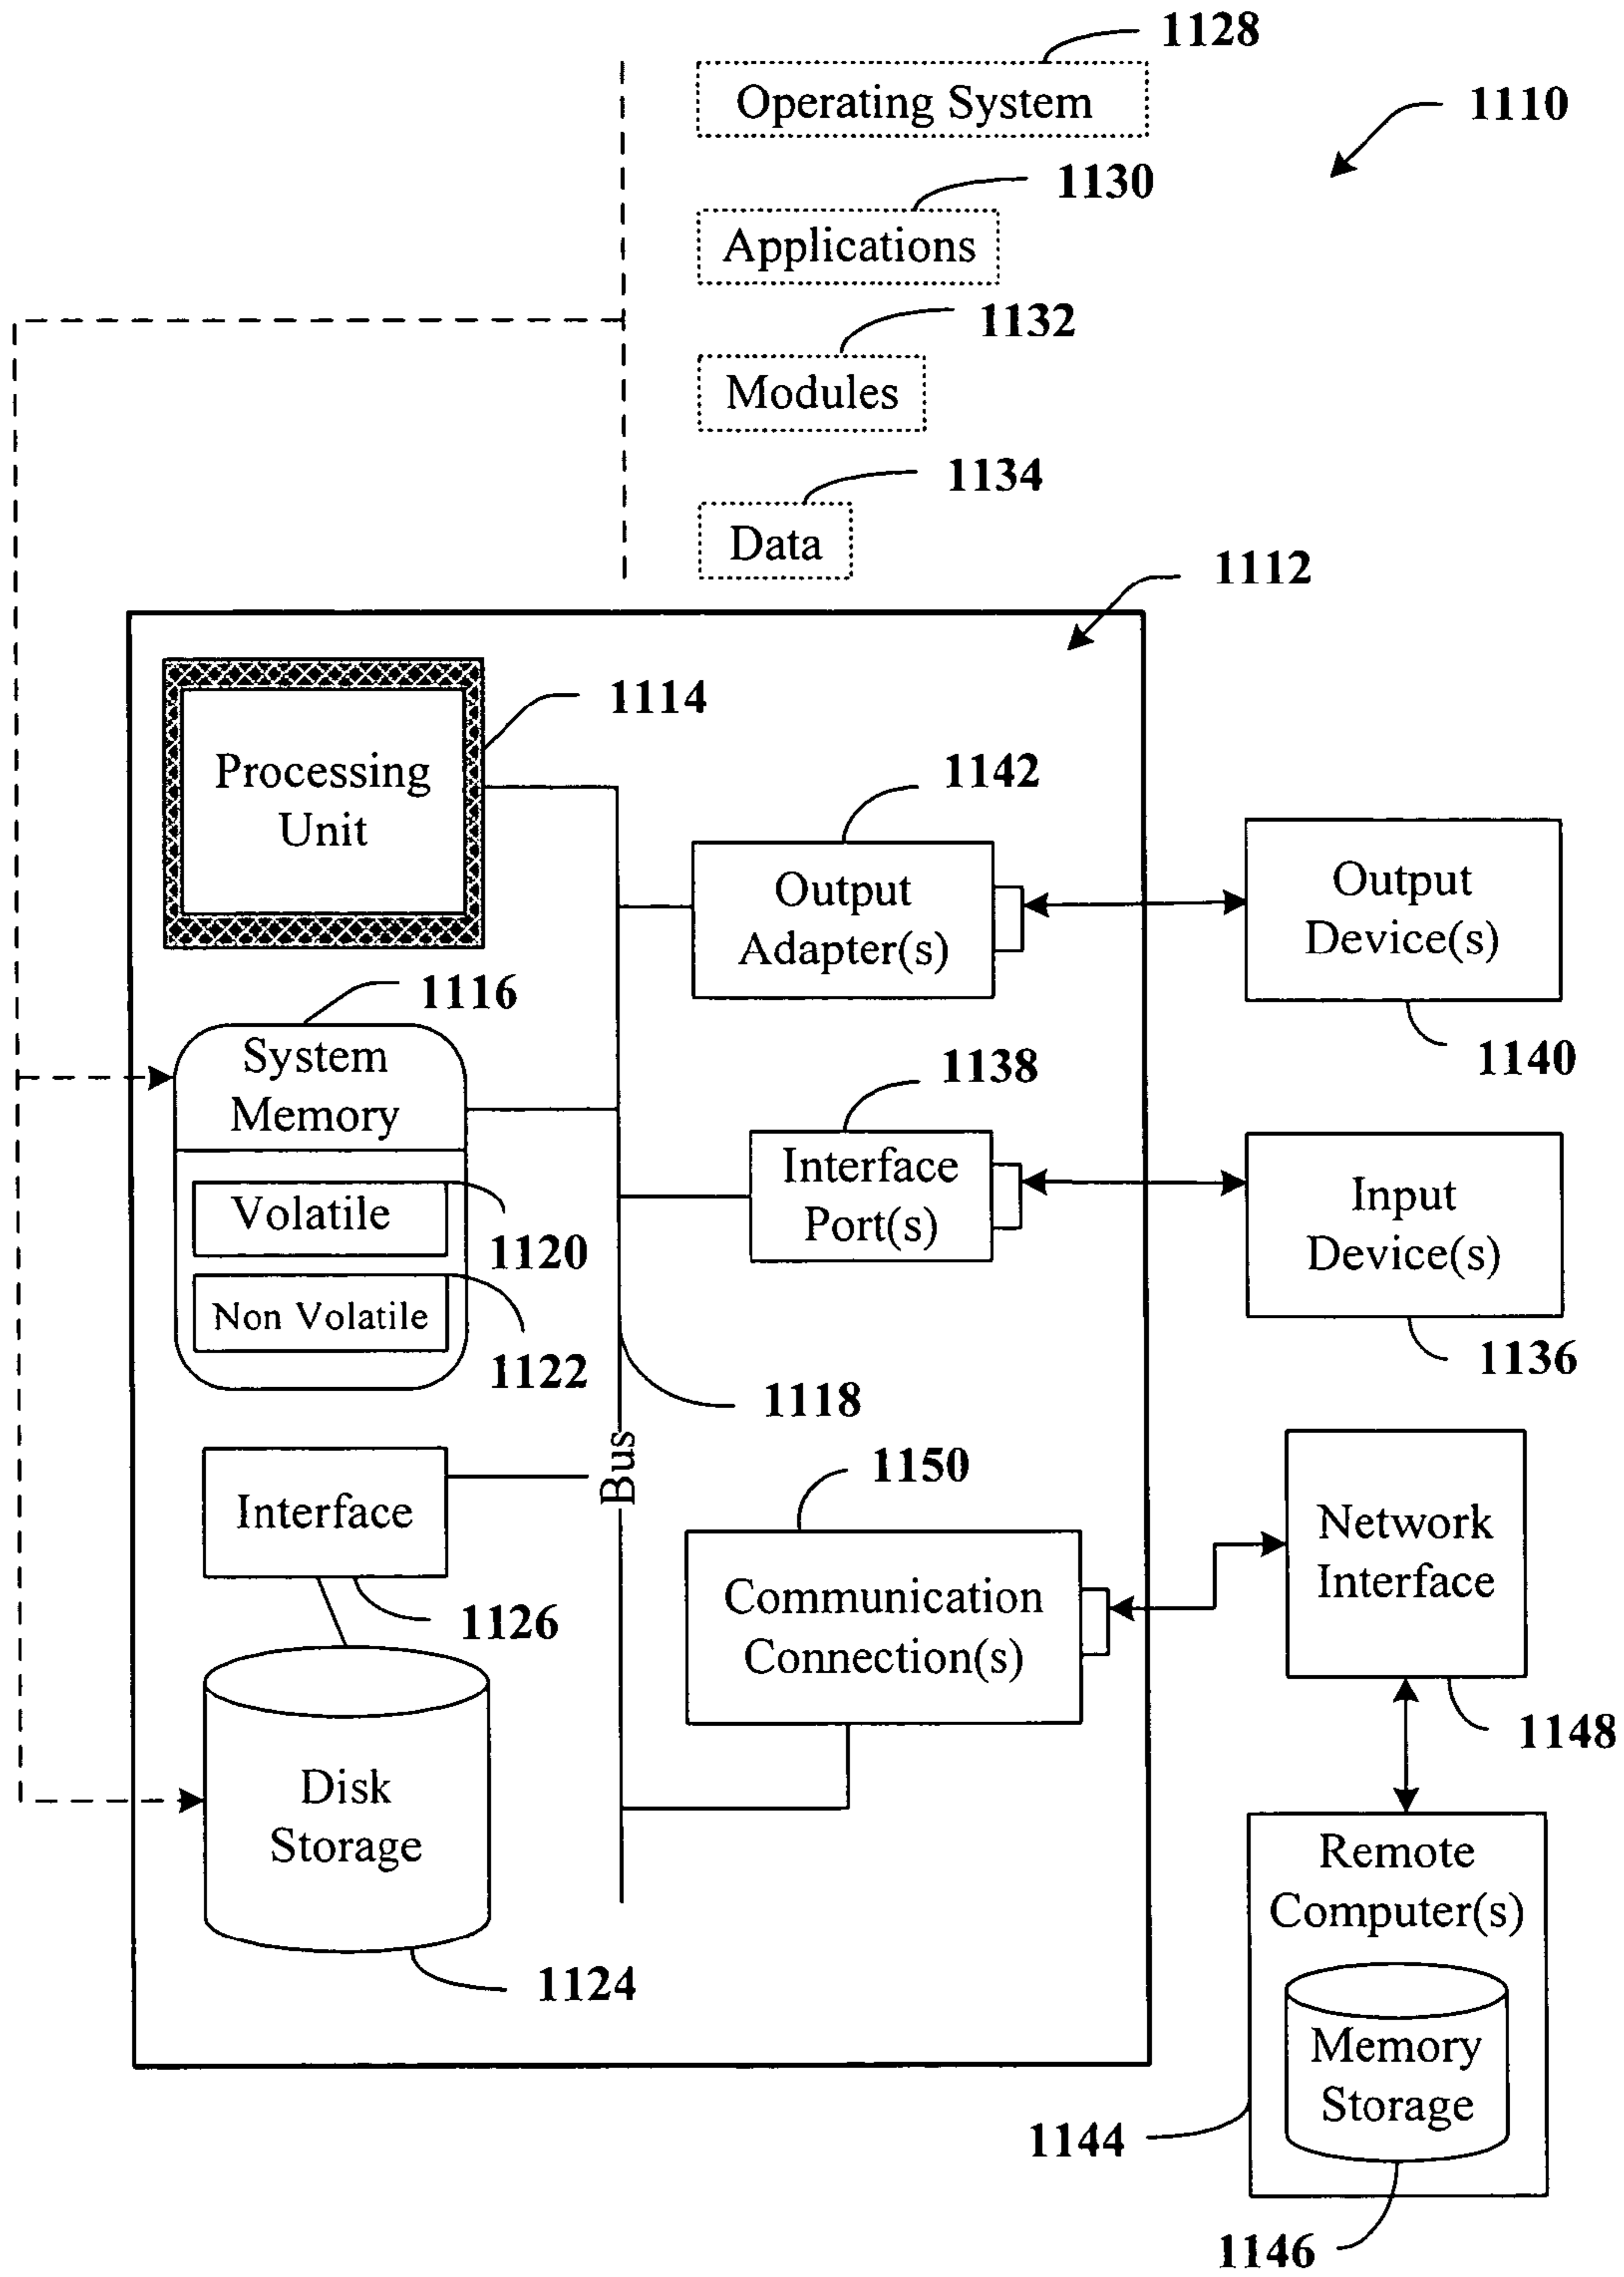 1128
Operating System
1110
1130
Applications
1132
Modules
1134
Data
1112
1114
Processing
Unit
1142
Output
Adapter(s)
Output
Device(s)
1140
1116
System
Memory
Volatile
1120
Non Volatile
1122
1138
Interface
Port(s)
Input
Device(s)
1136
1118
Bus
Interface
1126
1150
Communication
Connection(s)
Network
Interface
1148
Disk
Storage
1124
Remote
Computer(s)
Memory
Storage
1144
1146